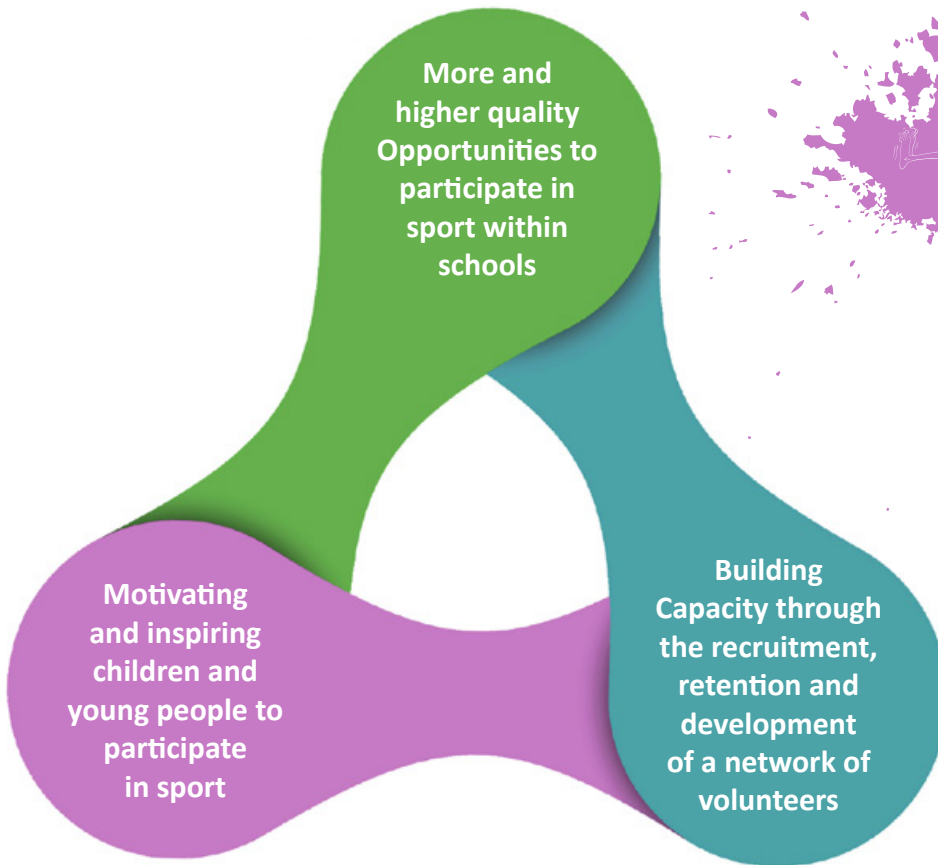 More and
higher quality
Opportunities to
participate in
sport within
schools
Motivating
and inspiring
children and
young people to
participate
in sport
Building
Capacity through
the recruitment,
retention and
development
of a network of
volunteers